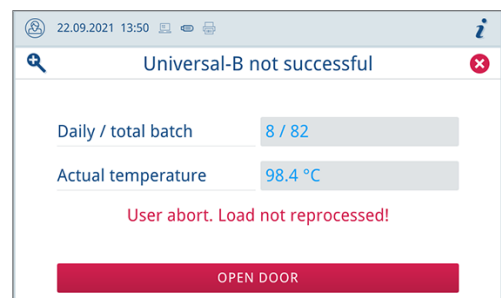 22.09.2021 13:50
i
Universal-B not successful
Daily / total batch 8 / 82
Actual temperature 98.4 °C
User abort. Load not reprocessed!
OPEN DOOR